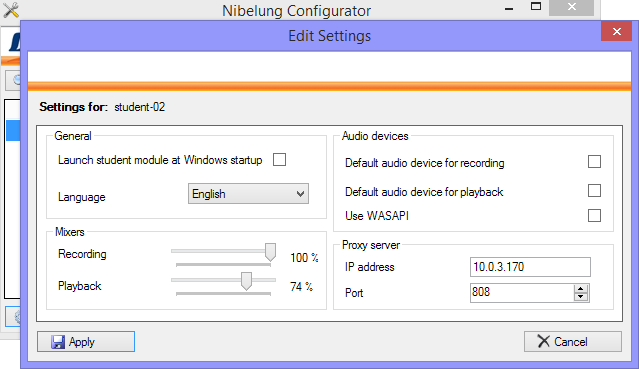 Nibelung Configurator
Edit Settings
Settings for: student-02
General
Launch student module at Windows startup
Language English
Mixers
Recording 100 %
Playback 74 %
Audio devices
Default audio device for recording
Default audio device for playback
Use WASAPI
Proxy server
IP address 10.0.3.170
Port 808
Apply
Cancel